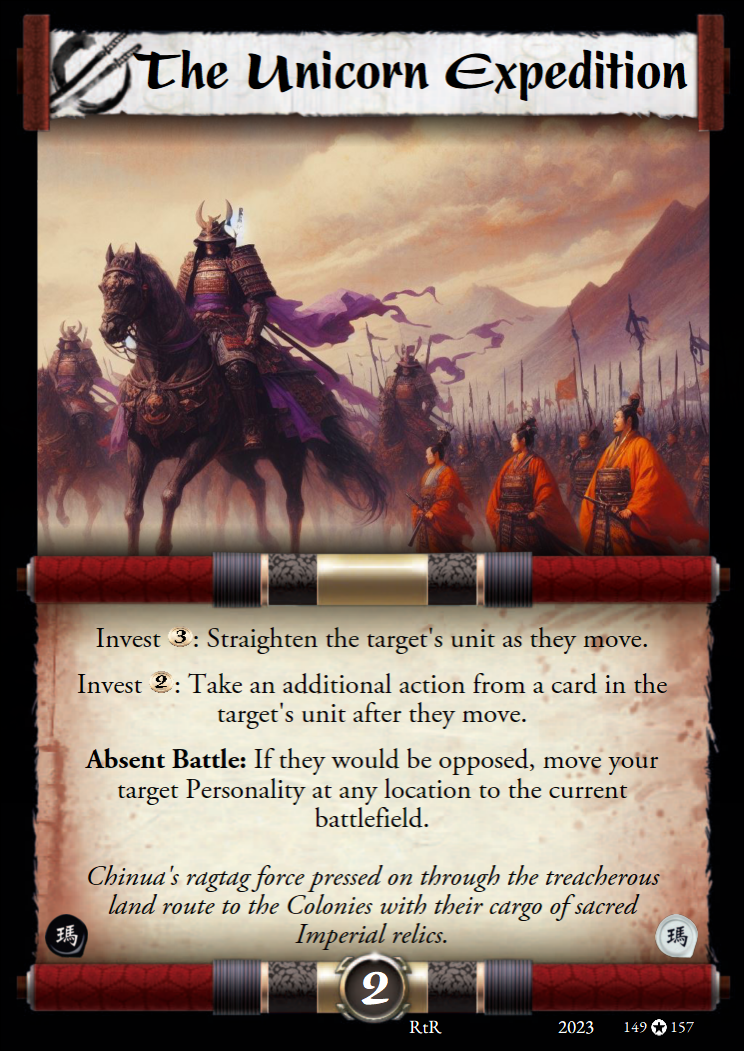 The Unicorn Expedition
Invest 3: Straighten the target's unit as they move.
Invest 2: Take an additional action from a card in the
target's unit after they move.
Absent Battle: If they would be opposed, move your
target Personality at any location to the current
battlefield.
Chinua's ragtag force pressed on through the treacherous
land route to the Colonies with their cargo of sacred
Imperial relics.
瑪 瑪
2
RtR 2023 149 ✪ 157